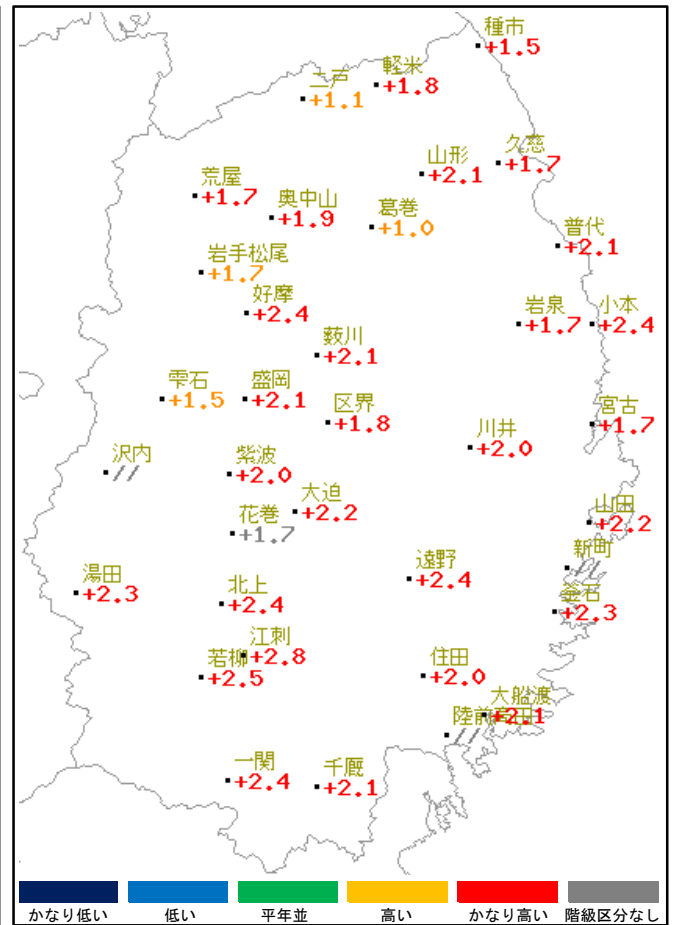 種市
+1.5
軽米
+1.8
二戸
+1.1
久慈
+1.7
山形
+2.1
荒屋
+1.7
奥中山
+1.9
葛巻
+1.0
普代
+2.1
岩手松尾
+1.7
好摩
+2.4
岩泉
+1.7
小本
+2.4
薮川
+2.1
雫石
+1.5
盛岡
+2.1
区界
+1.8
宮古
+1.7
川井
+2.0
沢内
//
紫波
+2.0
大迫
+2.2
花巻
+1.7
山田
+2.2
新町
//
遠野
+2.4
湯田
+2.3
北上
+2.4
釜石
+2.3
江刺
+2.8
若柳
+2.5
住田
+2.0
大船渡
+2.1
陸前高田
//
一関
+2.4
千厩
+2.1
かなり低い 低い 平年並 高い かなり高い 階級区分なし